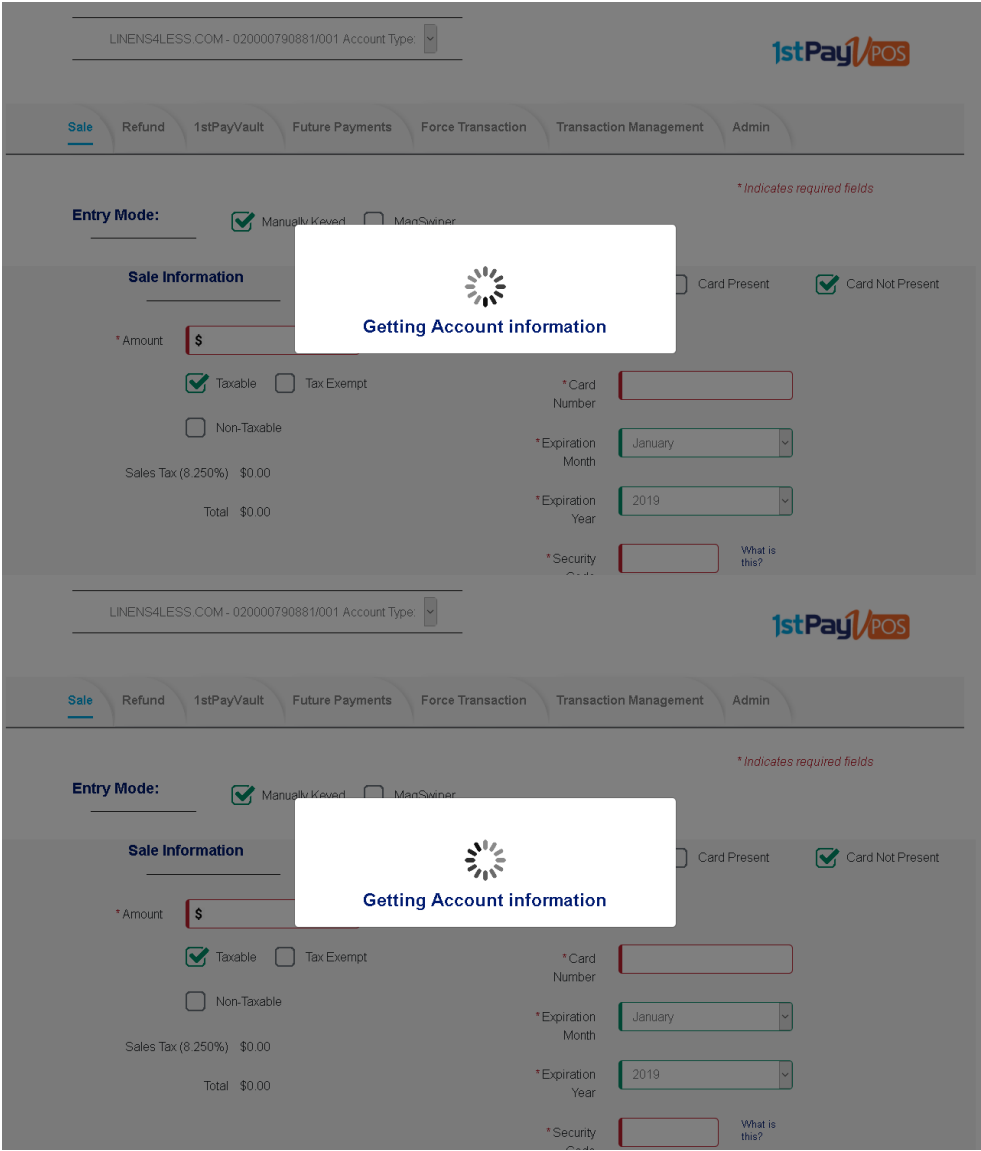 LINENS4LESS.COM - 020000790881/001 Account Type:
1stPay POS
Sale Refund 1stPayVault Future Payments Force Transaction Transaction Management Admin
* Indicates required fields
Entry Mode: Manually Keyed MagSwiper
Sale Information Card Present Card Not Present
Getting Account information
* Amount $
Taxable Tax Exempt
* Card
Number
Non-Taxable
* Expiration
Month
January
Sales Tax (8.250%) $0.00
* Expiration
Year
2019
Total $0.00
* Security
Code
What is
this?
LINENS4LESS.COM - 020000790881/001 Account Type:
1stPay POS
Sale Refund 1stPayVault Future Payments Force Transaction Transaction Management Admin
* Indicates required fields
Entry Mode: Manually Keyed MagSwiper
Sale Information Card Present Card Not Present
Getting Account information
* Amount $
Taxable Tax Exempt
* Card
Number
Non-Taxable
* Expiration
Month
January
Sales Tax (8.250%) $0.00
* Expiration
Year
2019
Total $0.00
* Security
Code
What is
this?